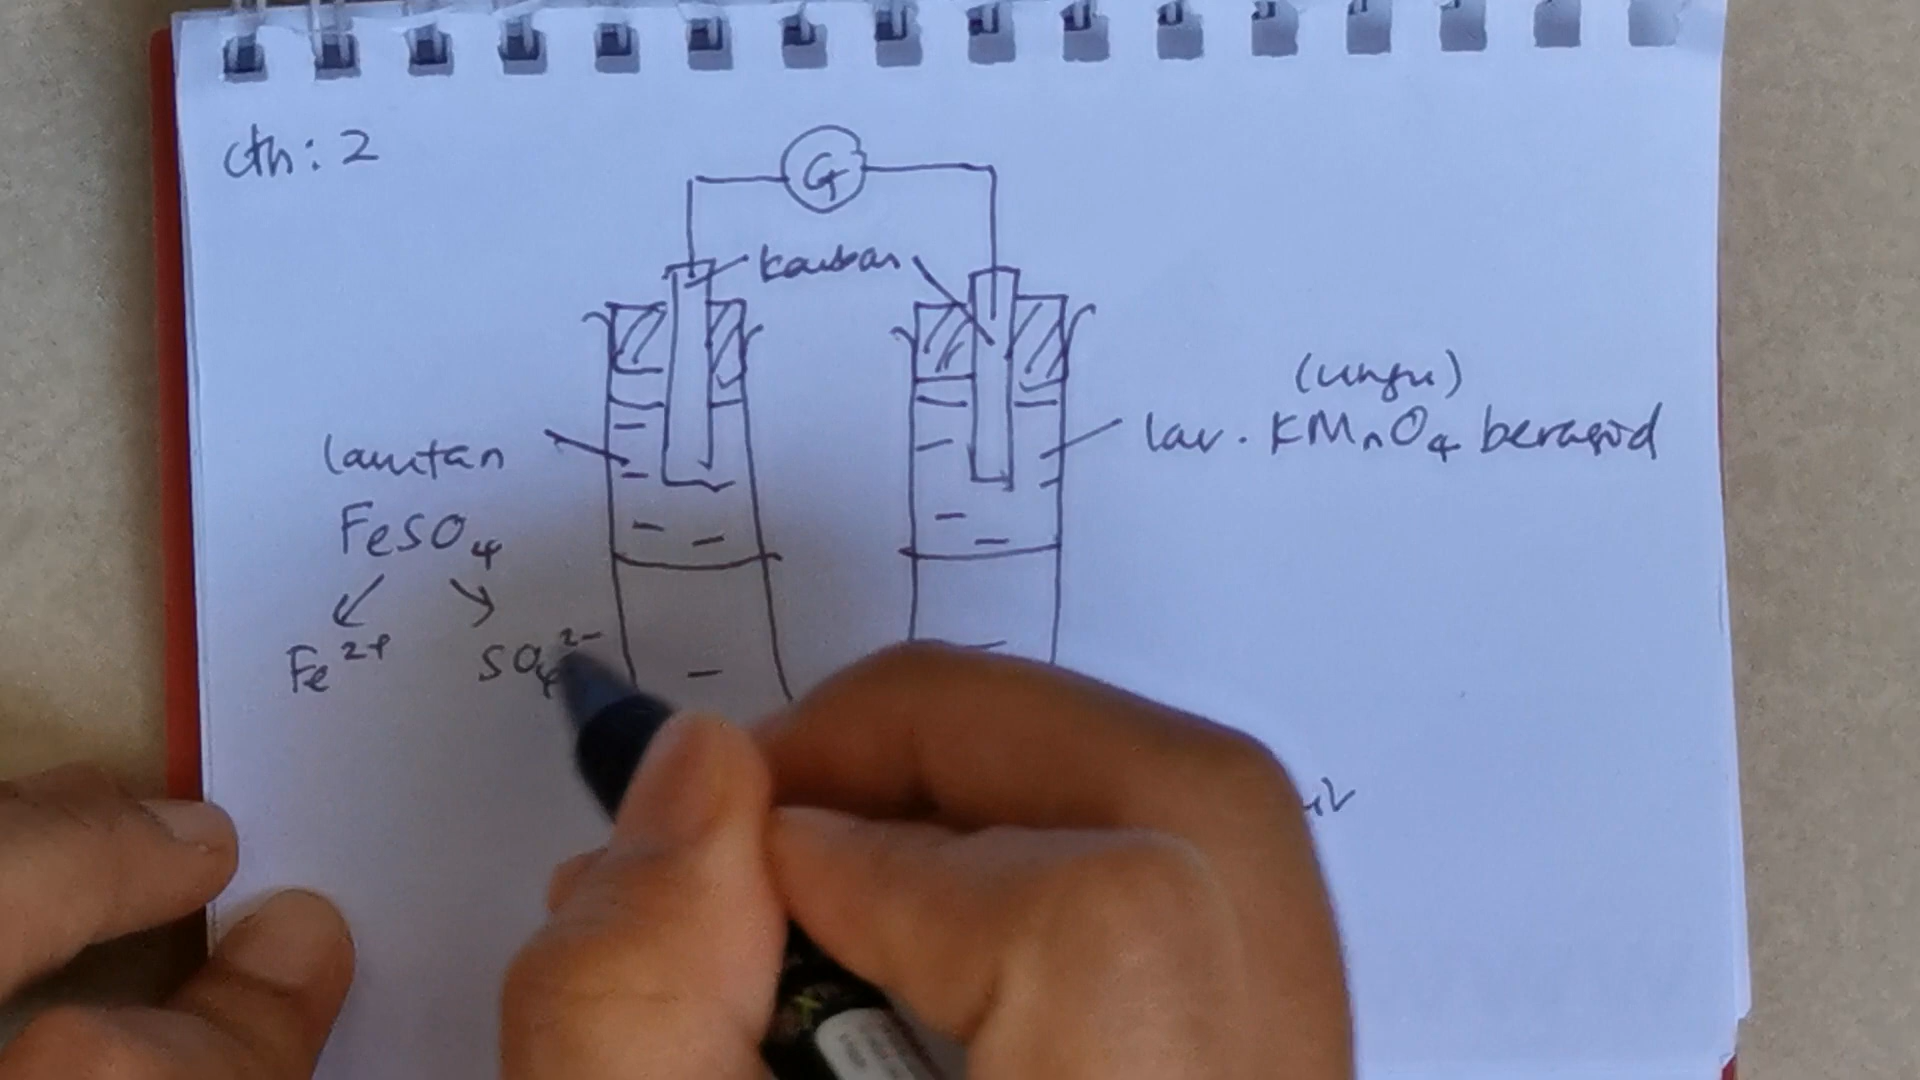 cth: 2
G
karbon
(ungu)
larutan
lar. KMnO4 berasid
FeSO4
Fe2+ SO42-